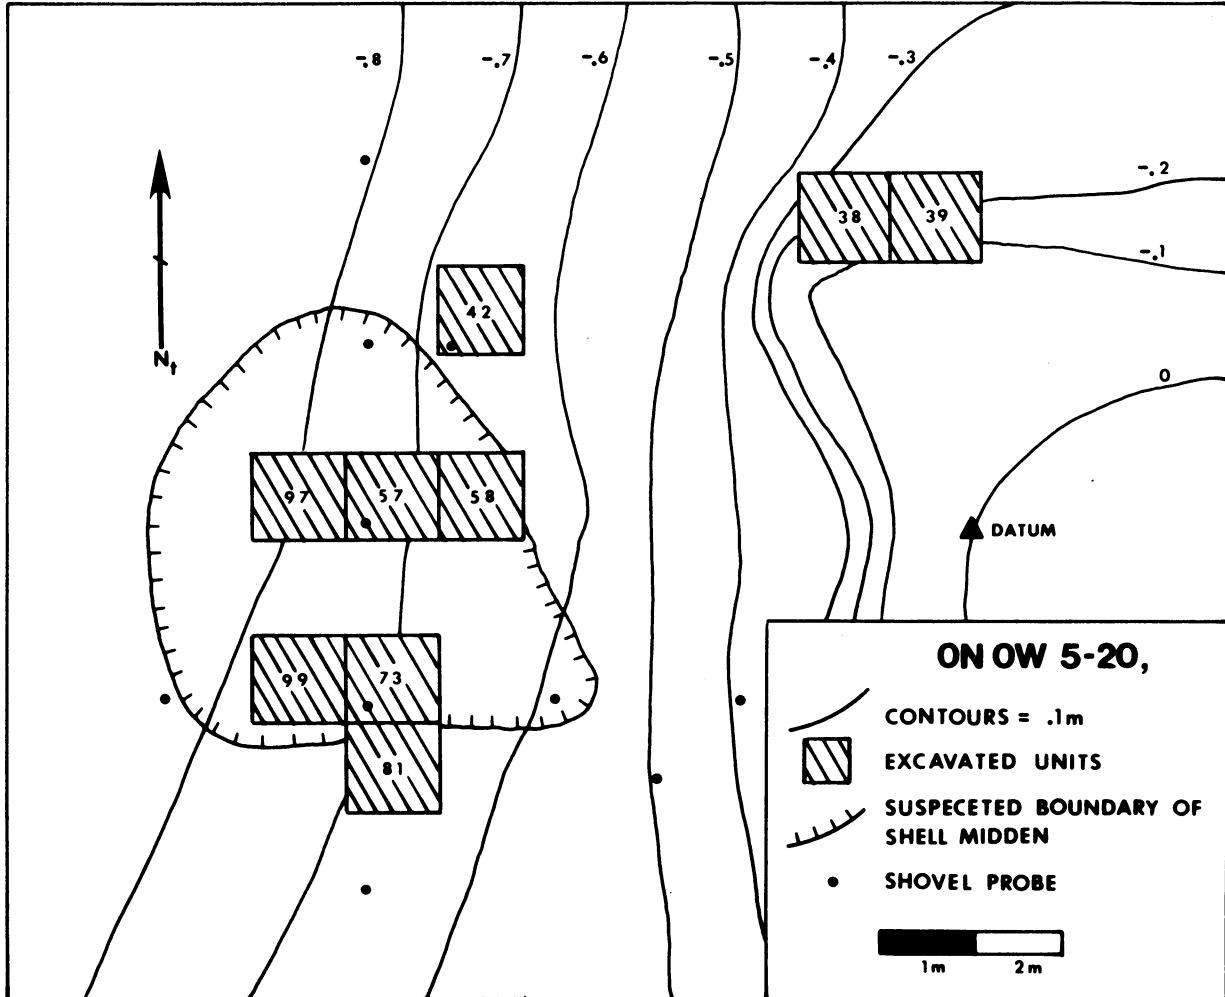 -.8 -.7 -.6 -.5 -.4 -.3
-.2
38 39
-.1
42
Nt
0
97 57 58
DATUM
99 73
81
ON OW 5-20,
CONTOURS = .1m
EXCAVATED UNITS
SUSPECETED BOUNDARY OF
SHELL MIDDEN
SHOVEL PROBE
1m 2m